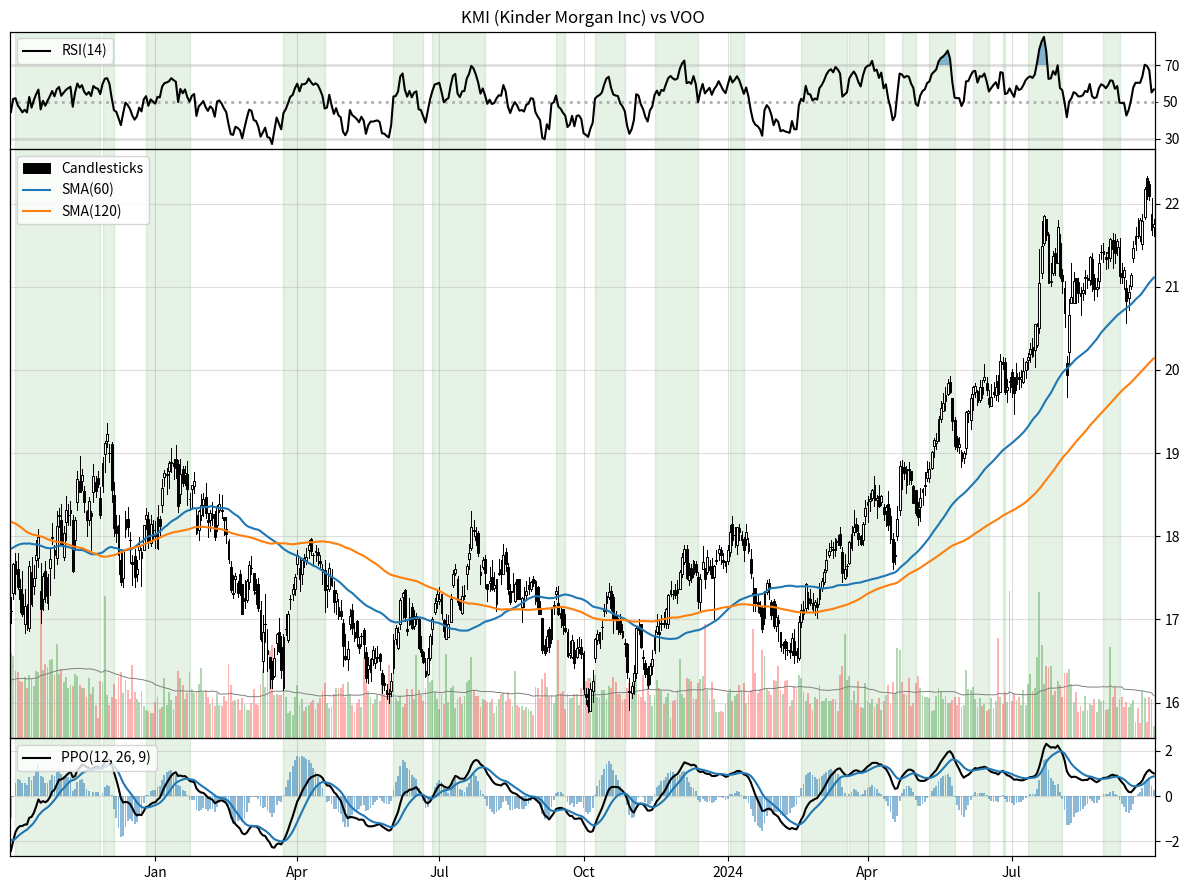 KMI (Kinder Morgan Inc) vs VOO
RSI(14)
70
50
30
Candlesticks
SMA(60)
SMA(120)
22
21
20
19
18
17
16
PPO(12, 26, 9)
2
0
−2
Jan Apr Jul Oct 2024 Apr Jul